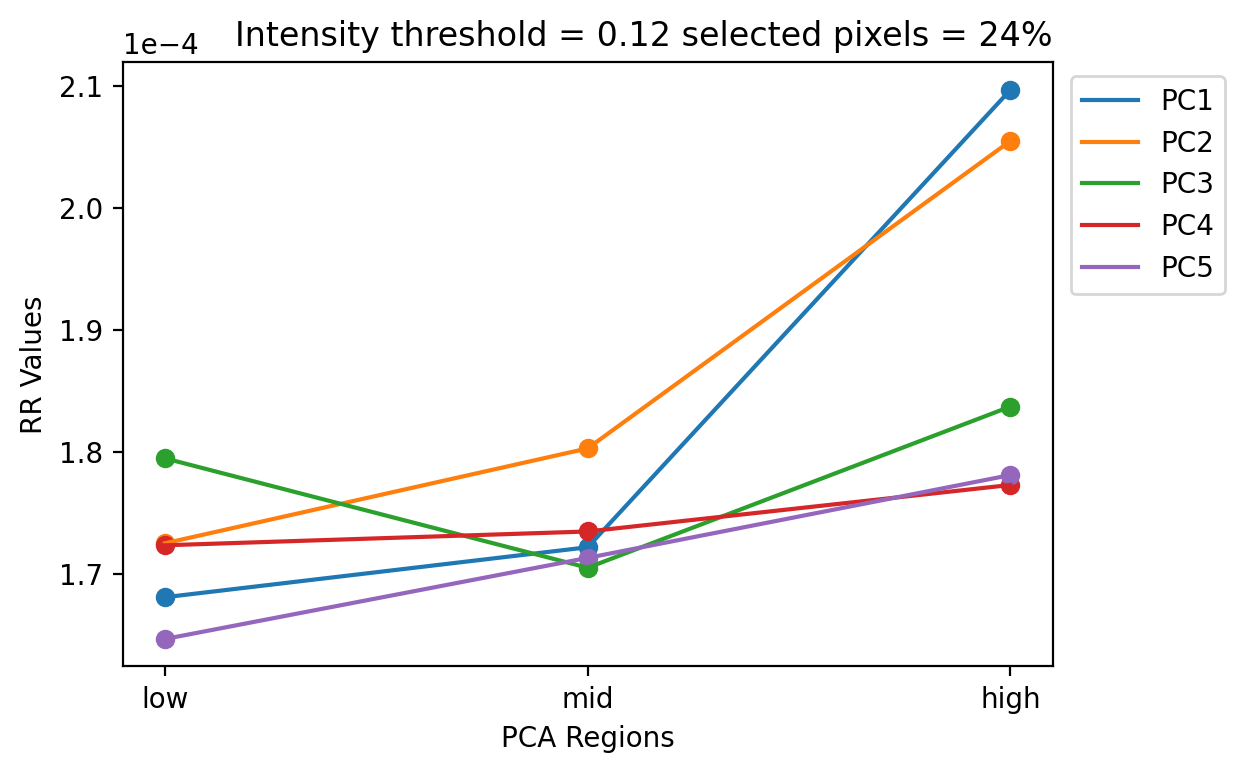 1e−4
Intensity threshold = 0.12 selected pixels = 24%
2.1
2.0
1.9
1.8
1.7
RR Values
low
mid
high
PCA Regions
PC1
PC2
PC3
PC4
PC5